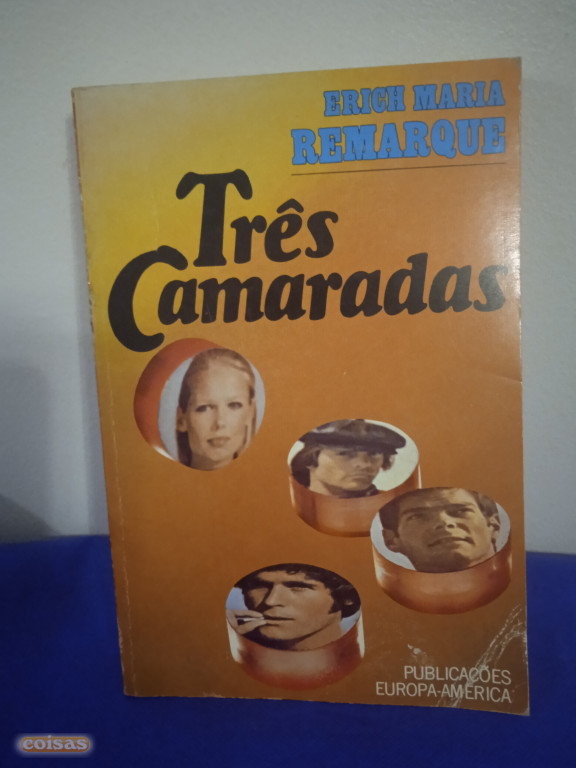 ERICH MARIA
REMARQUE
Três
Camaradas
PUBLICAÇÕES
EUROPA-AMÉRICA
coisas